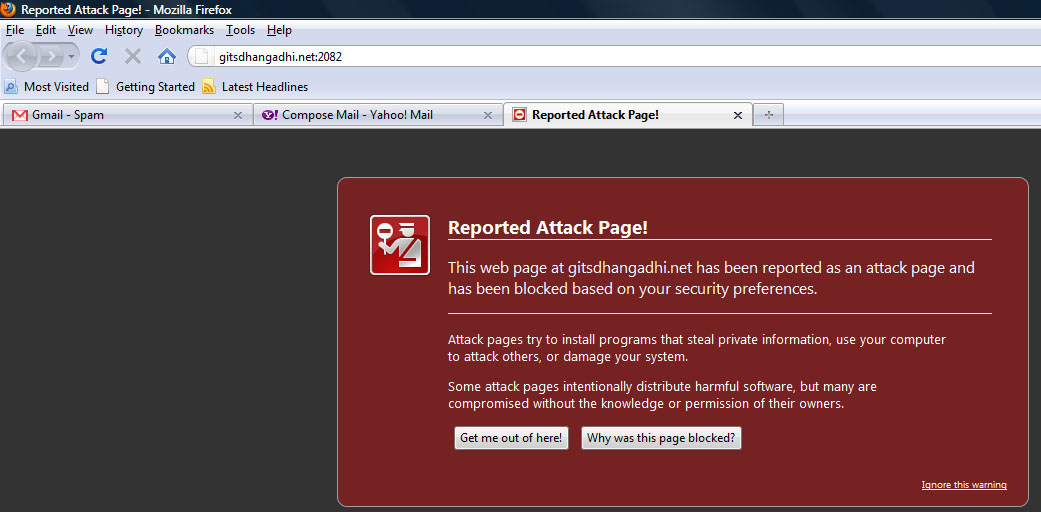 Reported Attack Page! - Mozilla Firefox
File Edit View History Bookmarks Tools Help
gitsdhangadhi.net:2082
Most Visited Getting Started Latest Headlines
Gmail - Spam Y! Compose Mail - Yahoo! Mail Reported Attack Page!
Reported Attack Page!
This web page at gitsdhangadhi.net has been reported as an attack page and
has been blocked based on your security preferences.
Attack pages try to install programs that steal private information, use your computer
to attack others, or damage your system.
Some attack pages intentionally distribute harmful software, but many are
compromised without the knowledge or permission of their owners.
Get me out of here! Why was this page blocked?
Ignore this warning